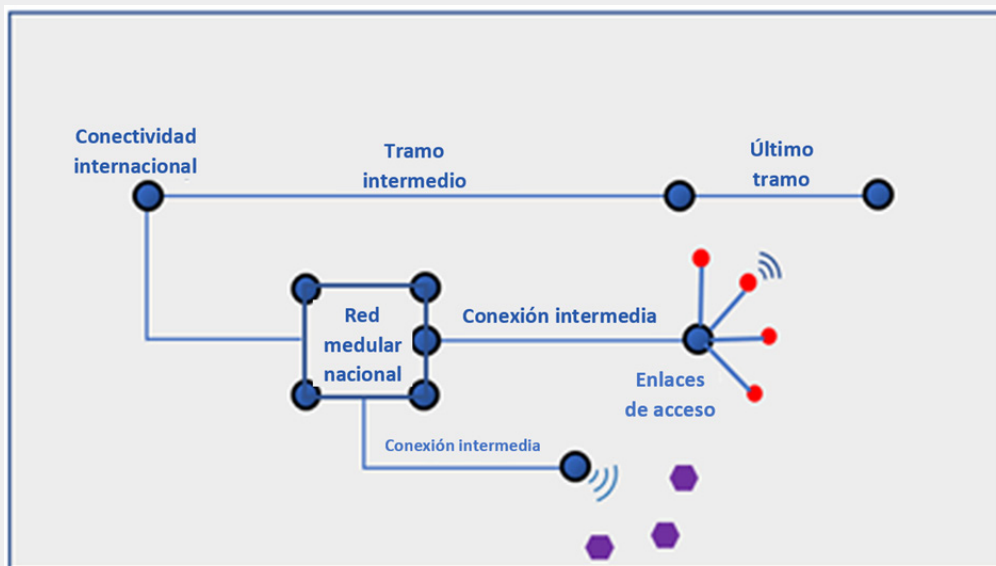 Conectividad
internacional
Tramo
intermedio
Último
tramo
Red
medular
nacional
Conexión intermedia
Enlaces
de acceso
Conexión intermedia